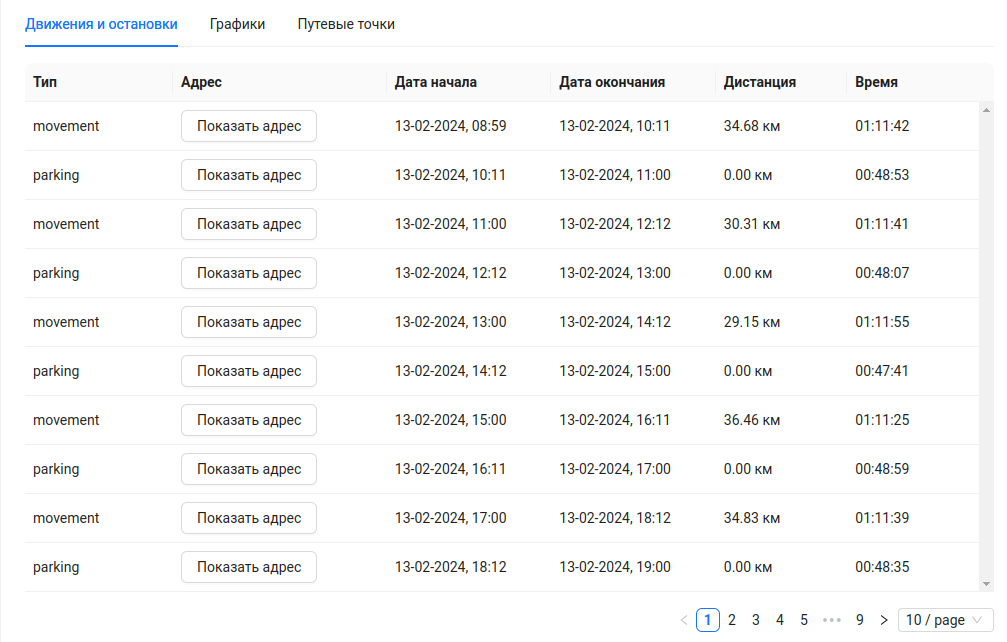 Движения и остановки Графики Путевые точки
Тип Адрес Дата начала Дата окончания Дистанция Время
movement Показать адрес 13-02-2024, 08:59 13-02-2024, 10:11 34.68 км 01:11:42
parking Показать адрес 13-02-2024, 10:11 13-02-2024, 11:00 0.00 км 00:48:53
movement Показать адрес 13-02-2024, 11:00 13-02-2024, 12:12 30.31 км 01:11:41
parking Показать адрес 13-02-2024, 12:12 13-02-2024, 13:00 0.00 км 00:48:07
movement Показать адрес 13-02-2024, 13:00 13-02-2024, 14:12 29.15 км 01:11:55
parking Показать адрес 13-02-2024, 14:12 13-02-2024, 15:00 0.00 км 00:47:41
movement Показать адрес 13-02-2024, 15:00 13-02-2024, 16:11 36.46 км 01:11:25
parking Показать адрес 13-02-2024, 16:11 13-02-2024, 17:00 0.00 км 00:48:59
movement Показать адрес 13-02-2024, 17:00 13-02-2024, 18:12 34.83 км 01:11:39
parking Показать адрес 13-02-2024, 18:12 13-02-2024, 19:00 0.00 км 00:48:35
< 1 2 3 4 5 ••• 9 > 10 / page